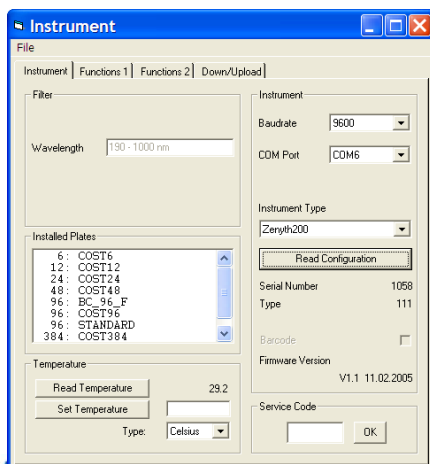 Instrument
File
Instrument Functions 1 Functions 2 Down/Upload
Filter
Wavelength 190 - 1000 nm
Installed Plates
6: COST6
12: COST12
24: COST24
48: COST48
96: BC_96_F
96: COST96
96: STANDARD
384: COST384
Temperature
Read Temperature 29.2
Set Temperature
Type: Celsius
Instrument
Baudrate 9600
COM Port COM6
Instrument Type
Zenyth200
Read Configuration
Serial Number 1058
Type 111
Barcode
Firmware Version
V1.1 11.02.2005
Service Code
OK